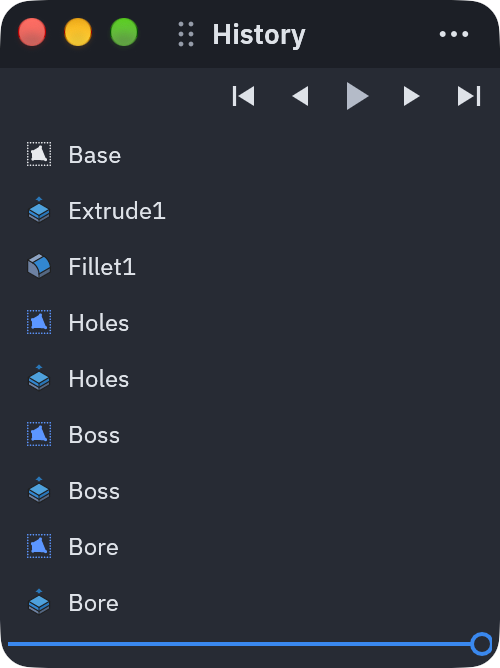 History
Base
Extrude1
Fillet1
Holes
Holes
Boss
Boss
Bore
Bore